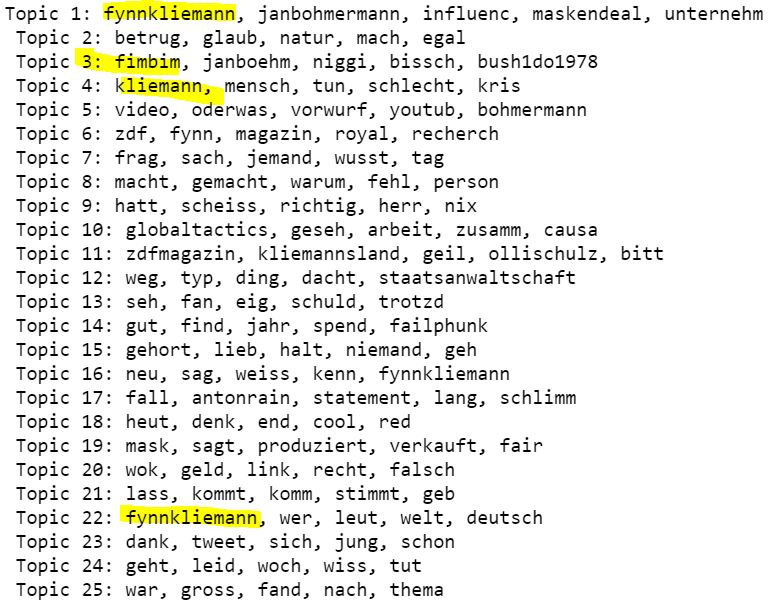 Topic 1: fynnkliemann, janbohmermann, influenc, maskendeal, unternehm
Topic 2: betrug, glaub, natur, mach, egal
Topic 3: fimbim, janboehm, niggi, bissch, bush1do1978
Topic 4: kliemann, mensch, tun, schlecht, kris
Topic 5: video, oderwas, vorwurf, youtub, bohmermann
Topic 6: zdf, fynn, magazin, royal, recherch
Topic 7: frag, sach, jemand, wusst, tag
Topic 8: macht, gemacht, warum, fehl, person
Topic 9: hatt, scheiss, richtig, herr, nix
Topic 10: globaltactics, geseh, arbeit, zusamm, causa
Topic 11: zdfmagazin, kliemannsland, geil, ollischulz, bitt
Topic 12: weg, typ, ding, dacht, staatsanwaltschaft
Topic 13: seh, fan, eig, schuld, trotzd
Topic 14: gut, find, jahr, spend, failphunk
Topic 15: gehort, lieb, halt, niemand, geh
Topic 16: neu, sag, weiss, kenn, fynnkliemann
Topic 17: fall, antonrain, statement, lang, schlimm
Topic 18: heut, denk, end, cool, red
Topic 19: mask, sagt, produziert, verkauft, fair
Topic 20: wok, geld, link, recht, falsch
Topic 21: lass, kommt, komm, stimmt, geb
Topic 22: fynnkliemann, wer, leut, welt, deutsch
Topic 23: dank, tweet, sich, jung, schon
Topic 24: geht, leid, woch, wiss, tut
Topic 25: war, gross, fand, nach, thema